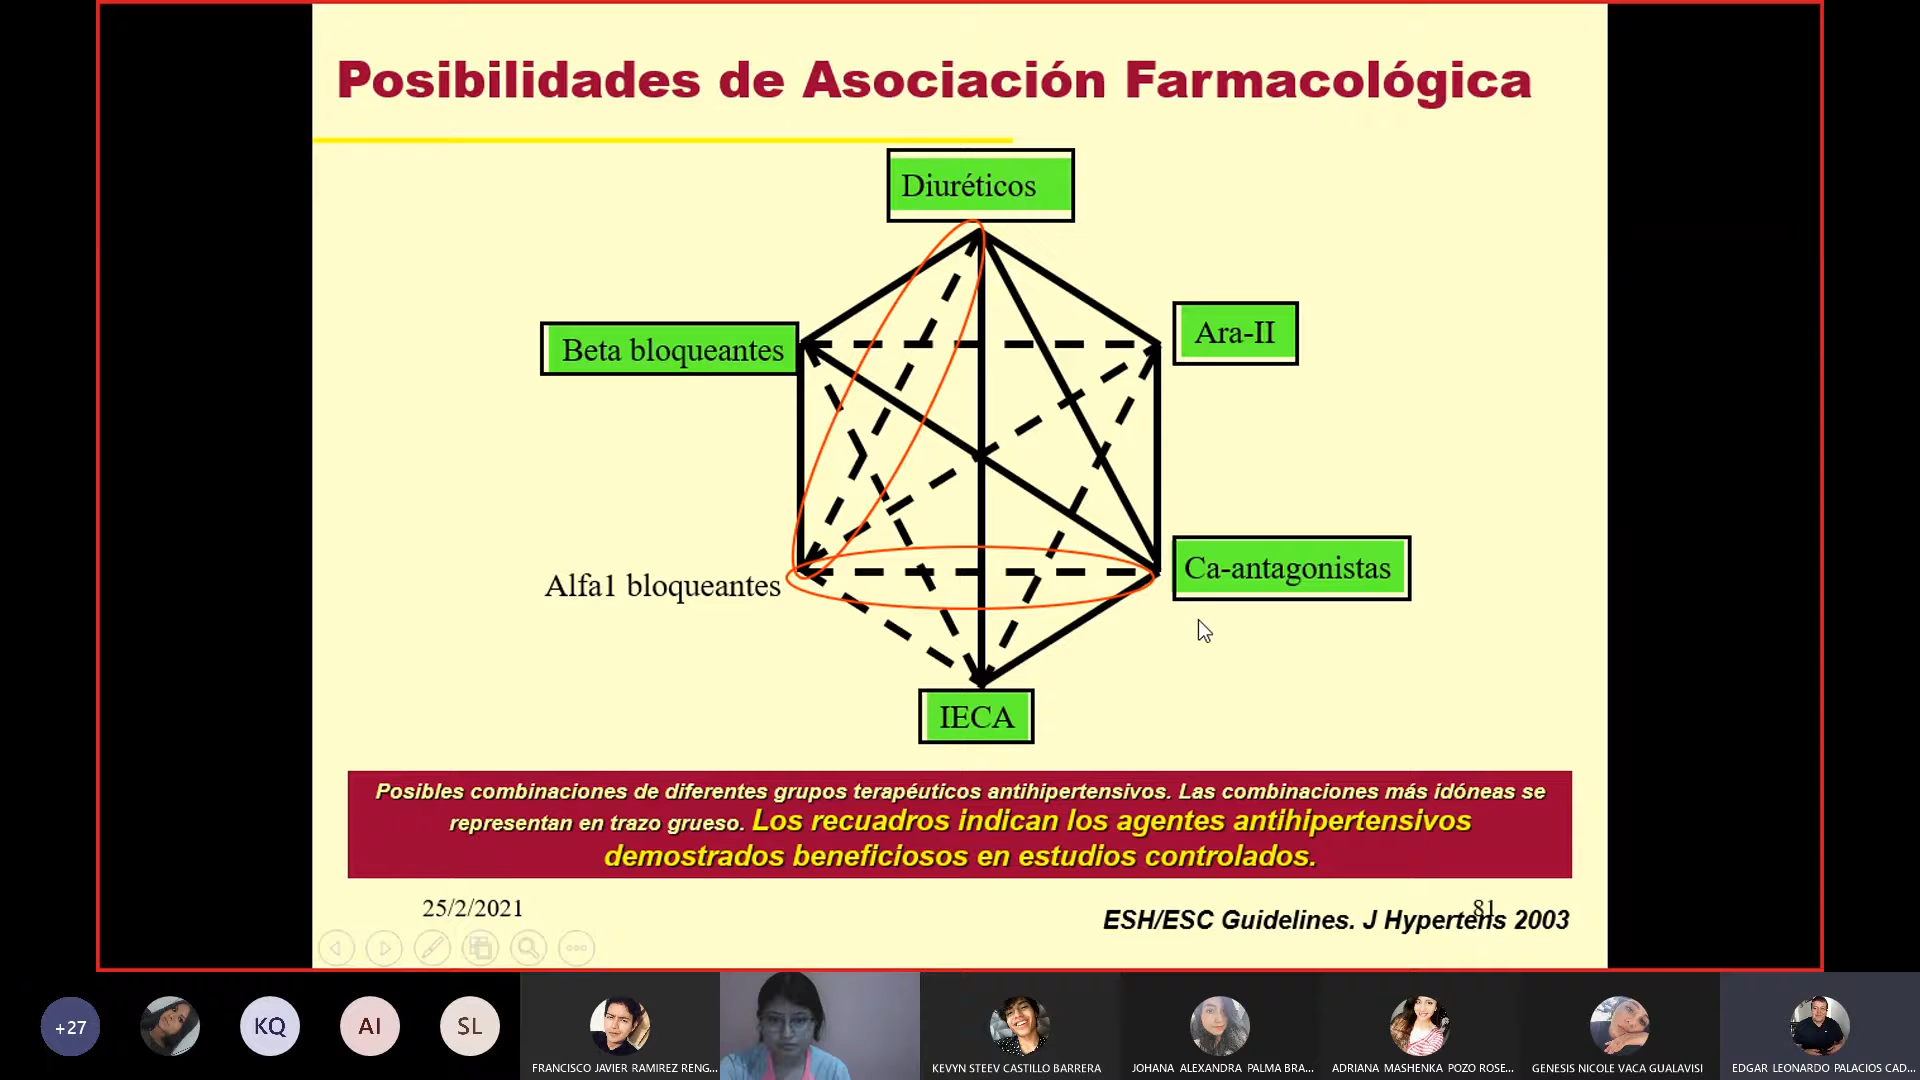 Posibilidades de Asociación Farmacológica
Diuréticos
Beta bloqueantes
Ara-II
Alfa1 bloqueantes
Ca-antagonistas
IECA
Posibles combinaciones de diferentes grupos terapéuticos antihipertensivos. Las combinaciones más idóneas se
representan en trazo grueso. Los recuadros indican los agentes antihipertensivos
demostrados beneficiosos en estudios controlados.
25/2/2021
81
ESH/ESC Guidelines. J Hypertens 2003
+27
KQ
AI
SL
FRANCISCO JAVIER RAMIREZ RENG...
KEVYN STEEV CASTILLO BARRERA
JOHANA ALEXANDRA PALMA BRA...
ADRIANA MASHENKA POZO ROSE...
GENESIS NICOLE VACA GUALAVISI
EDGAR LEONARDO PALACIOS CAD...